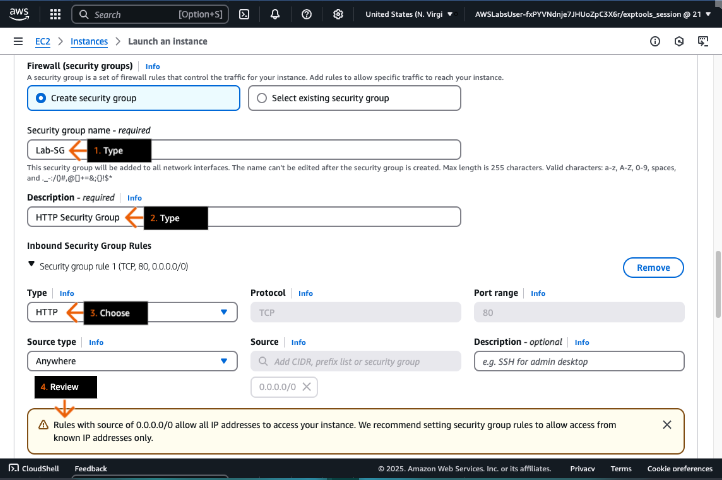 aws
Search [Option+S] United States (N. Virgi AWSLabsUser-fxPYVNdnje7JHUoZpC3X6r/exptools_session @ 21
EC2 > Instances > Launch an instance
Firewall (security groups) Info
A security group is a set of firewall rules that control the traffic for your instance. Add rules to allow specific traffic to reach your instance.
Create security group Select existing security group
Security group name - required
Lab-SG 1. Type
This security group will be added to all network interfaces. The name can't be edited after the security group is created. Max length is 255 characters. Valid characters: a-z, A-Z, 0-9, spaces,
and ._-:/()#,@[]+=&;{}!$*
Description - required Info
HTTP Security Group 2. Type
Inbound Security Group Rules
Security group rule 1 (TCP, 80, 0.0.0.0/0) Remove
Type Info Protocol Info Port range Info
HTTP 3. Choose TCP 80
Source type Info Source Info Description - optional Info
Anywhere Add CIDR, prefix list or security group e.g. SSH for admin desktop
4. Review 0.0.0.0/0
Rules with source of 0.0.0.0/0 allow all IP addresses to access your instance. We recommend setting security group rules to allow access from
known IP addresses only.
CloudShell Feedback © 2025, Amazon Web Services, Inc. or its affiliates. Privacy Terms Cookie preferences